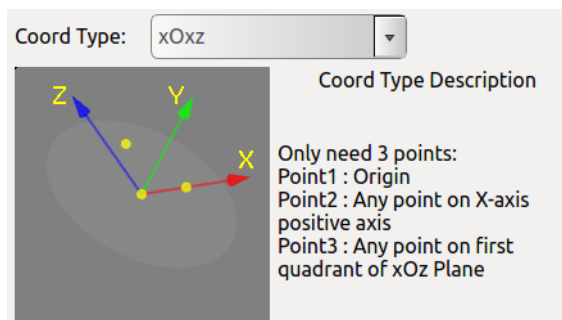 Coord Type: xOxz
Z
Y
X
Coord Type Description
Only need 3 points:
Point1 : Origin
Point2 : Any point on X-axis
positive axis
Point3 : Any point on first
quadrant of xOz Plane